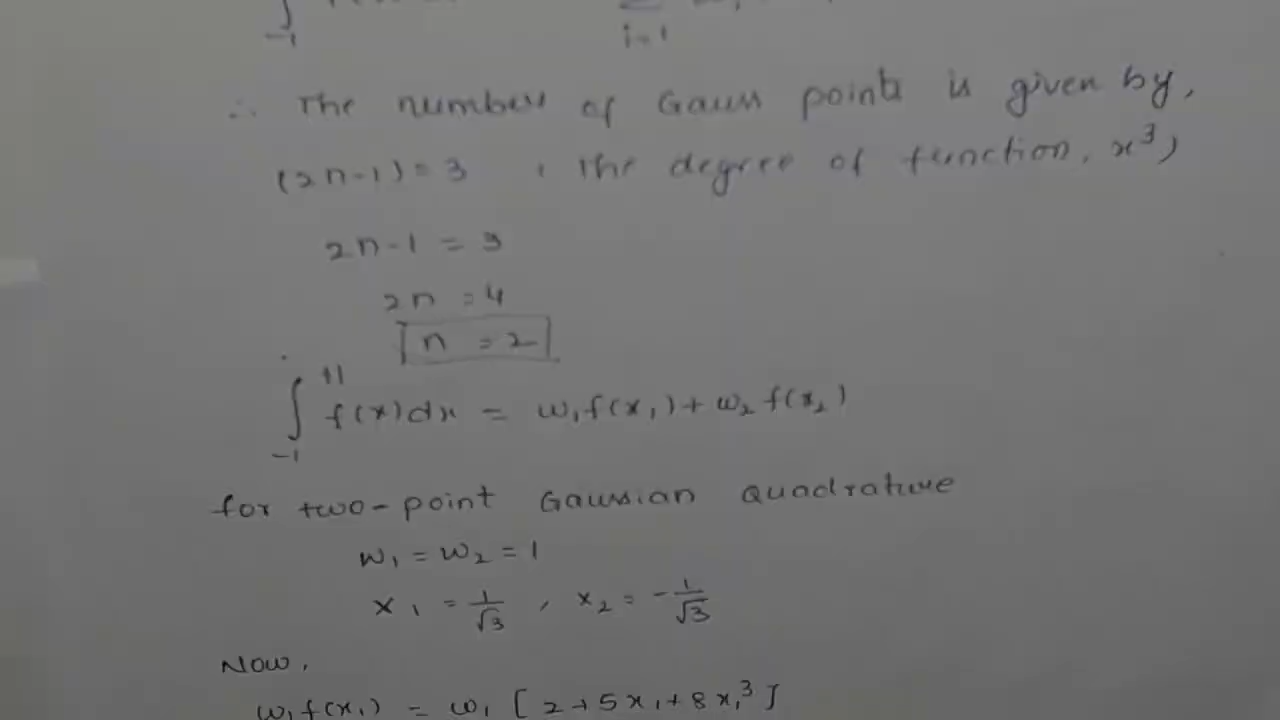 -1
i=1
∴ The number of Gauss points is given by,
(2n-1)=3 , the degree of function, x³)
2n-1 = 3
2n = 4
n = 2
∫₋₁⁺¹ f(x)dx = w₁f(x₁)+w₂f(x₂)
for two-point Gaussian Quadrature
w₁ = w₂ = 1
x₁ = 1/√3 , x₂ = -1/√3
Now,
w₁f(x₁) = w₁ [2+5x₁+8x₁³]